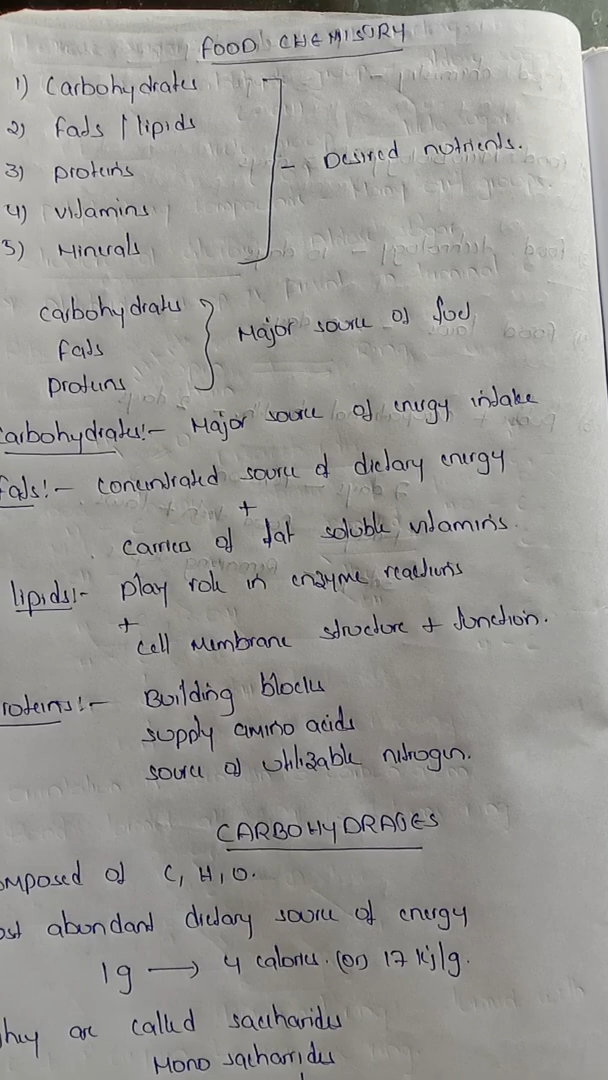 FOOD CHEMISTRY
1) Carbohydrates
2) Fats / lipids
3) proteins
4) vitamins
5) Minerals
- Desired nutrients.
carbohydrates
fats
proteins
Major source of fuel
arbohydrates:- Major source of energy intake
fats:- concentrated source of dietary energy
+
carriers of fat soluble vitamins.
lipids:- play role in enzyme reactions
+
cell membrane structure + function.
roteins:- Building blocks
supply amino acids
source of utilizable nitrogen.
CARBOHYDRATES
omposed of C, H, O.
ost abundant dietary source of energy
1g → 4 calories. (or) 17 kj/g.
hey are called saccharides
Mono sacharrides